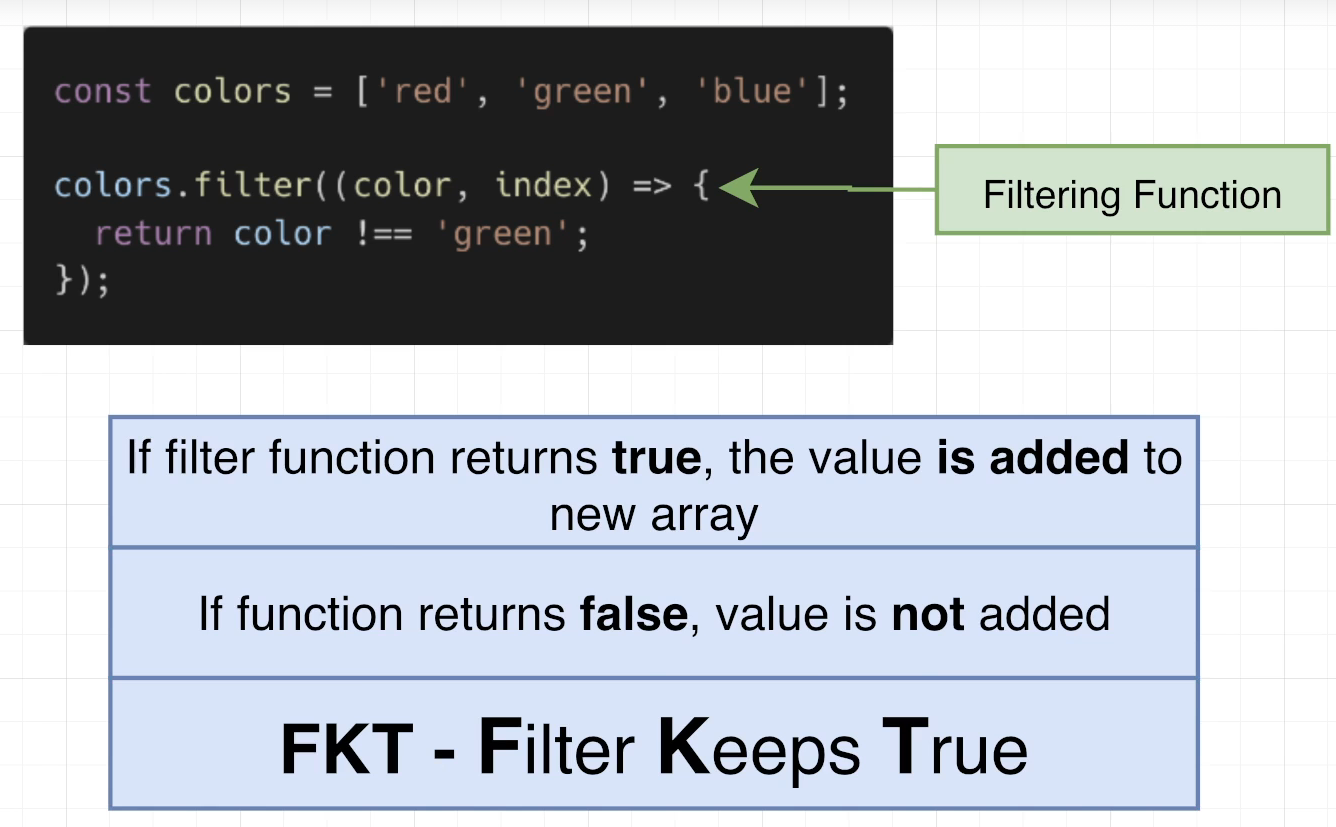 const colors = ['red', 'green', 'blue'];
colors.filter((color, index) => {
return color !== 'green';
});
Filtering Function
If filter function returns true, the value is added to
new array
If function returns false, value is not added
FKT - Filter Keeps True